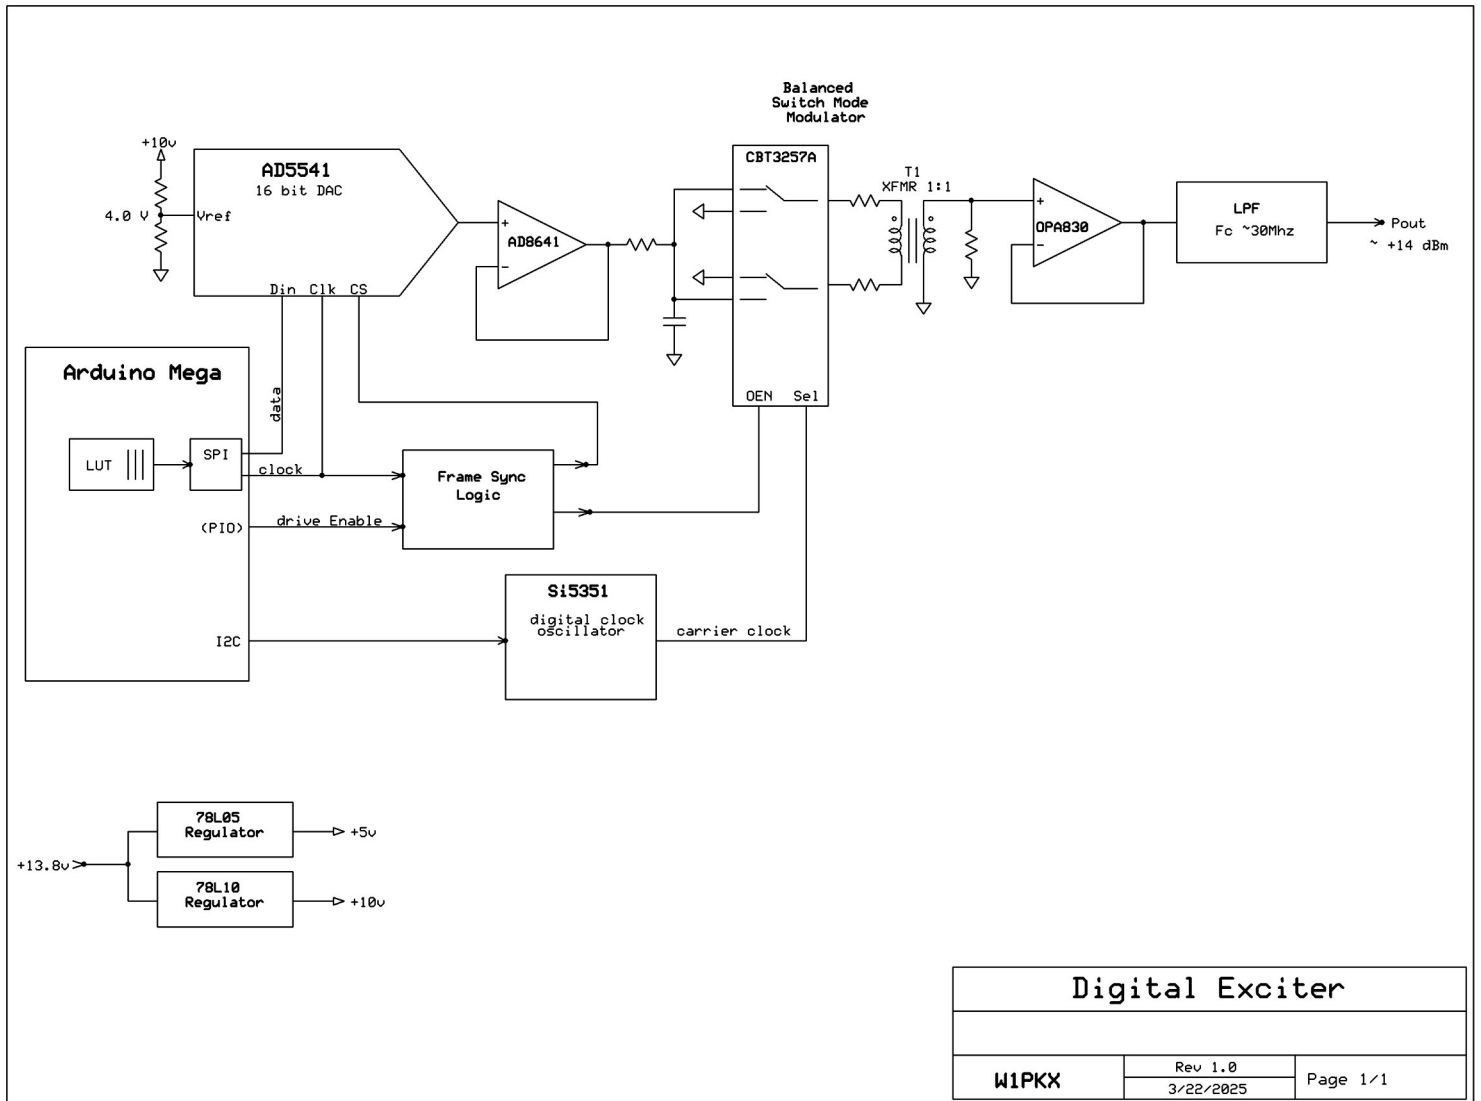 Balanced
Switch Mode
Modulator
+10v
AD5541
16 bit DAC
4.0 V
Vref
Din Clk CS
AD8641
CBT3257A
OEN Sel
T1
XFMR 1:1
OPA830
LPF
Fc ~30Mhz
Pout
~ +14 dBm
Arduino Mega
LUT
SPI
data
clock
(PIO)
drive Enable
I2C
Frame Sync
Logic
Si5351
digital clock
oscillator
carrier clock
+13.8v
78L05
Regulator
+5v
78L10
Regulator
+10v
Digital Exciter
W1PKX
Rev 1.0
3/22/2025
Page 1/1